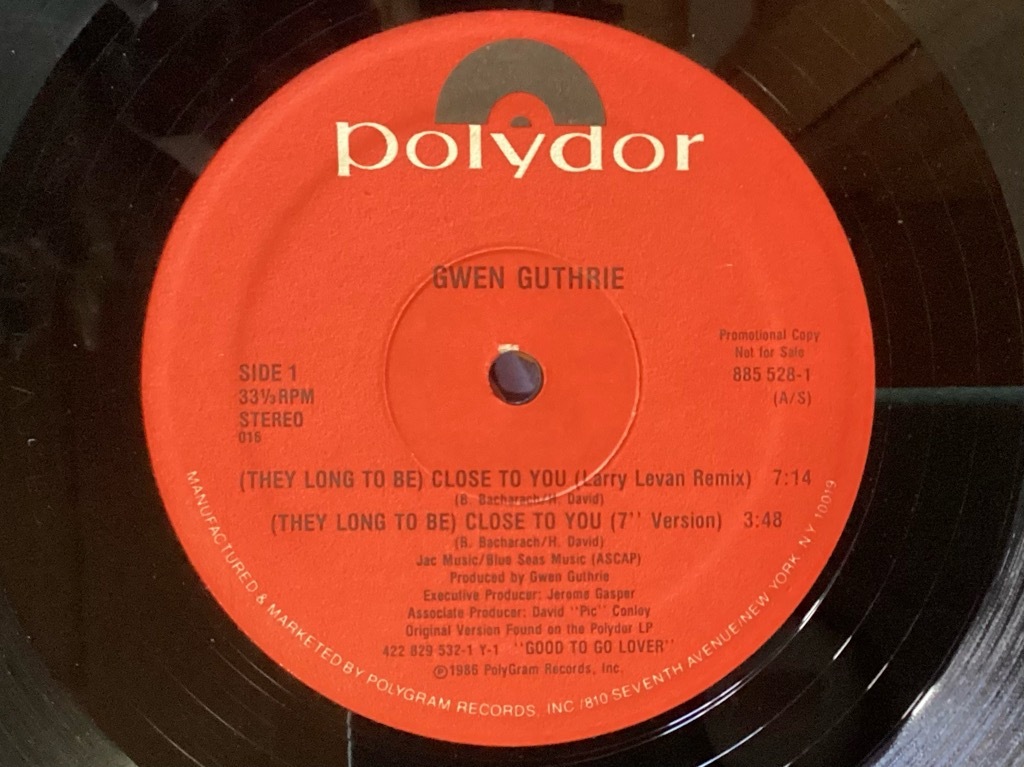 polydor
GWEN GUTHRIE
Promotional Copy
Not for Sale
885 528-1
(A/S)
SIDE 1
33⅓ RPM
STEREO
016
(THEY LONG TO BE) CLOSE TO YOU (Larry Levan Remix) 7:14
(B. Bacharach/H. David)
(THEY LONG TO BE) CLOSE TO YOU (7'' Version) 3:48
(B. Bacharach/H. David)
Jac Music/Blue Seas Music (ASCAP)
Produced by Gwen Guthrie
Executive Producer: Jerome Gasper
Associate Producer: David "Pic" Conley
Original Version Found on the Polydor LP
422 829 532-1 Y-1 "GOOD TO GO LOVER"
℗1986 PolyGram Records, Inc.
MANUFACTURED & MARKETED BY POLYGRAM RECORDS, INC /810 SEVENTH AVENUE/NEW YORK, NY 10019